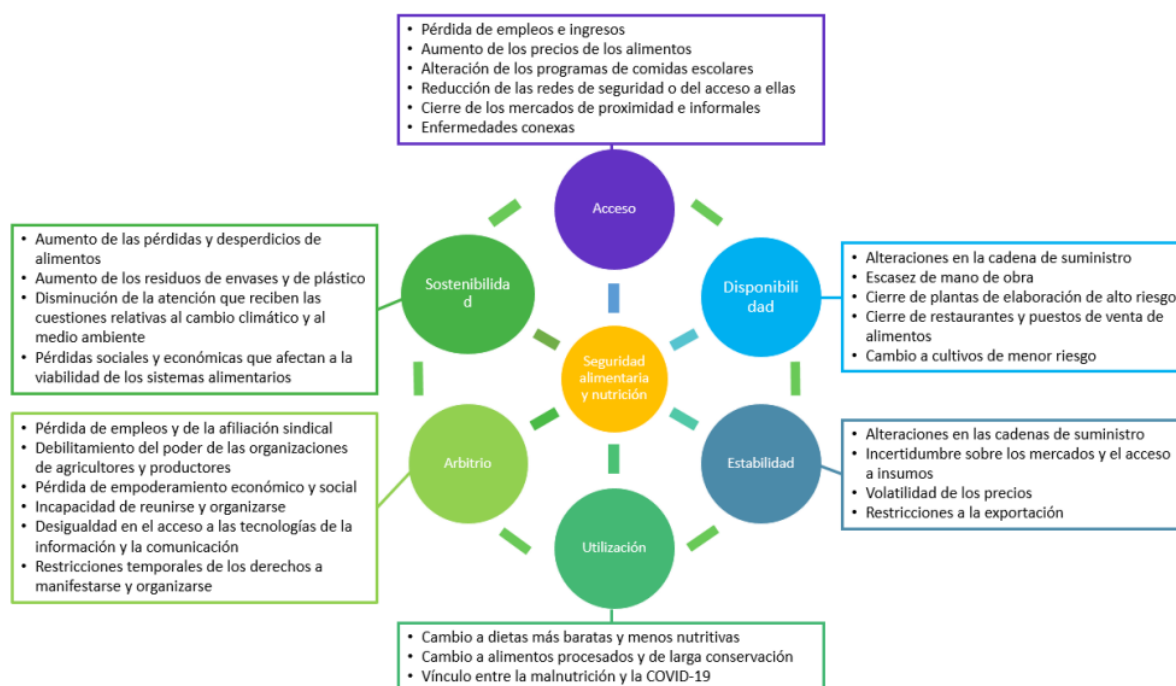 • Pérdida de empleos e ingresos
• Aumento de los precios de los alimentos
• Alteración de los programas de comidas escolares
• Reducción de las redes de seguridad o del acceso a ellas
• Cierre de los mercados de proximidad e informales
• Enfermedades conexas
Acceso
• Aumento de las pérdidas y desperdicios de
alimentos
• Aumento de los residuos de envases y de plástico
• Disminución de la atención que reciben las
cuestiones relativas al cambio climático y al
medio ambiente
• Pérdidas sociales y económicas que afectan a la
viabilidad de los sistemas alimentarios
Sostenibilida
d
Disponibili
dad
• Alteraciones en la cadena de suministro
• Escasez de mano de obra
• Cierre de plantas de elaboración de alto riesgo
• Cierre de restaurantes y puestos de venta de
alimentos
• Cambio a cultivos de menor riesgo
Seguridad
alimentaria
y nutrición
• Pérdida de empleos y de la afiliación sindical
• Debilitamiento del poder de las organizaciones
de agricultores y productores
• Pérdida de empoderamiento económico y social
• Incapacidad de reunirse y organizarse
• Desigualdad en el acceso a las tecnologías de la
información y la comunicación
• Restricciones temporales de los derechos a
manifestarse y organizarse
Arbitrio
Estabilidad
• Alteraciones en las cadenas de suministro
• Incertidumbre sobre los mercados y el acceso
a insumos
• Volatilidad de los precios
• Restricciones a la exportación
Utilización
• Cambio a dietas más baratas y menos nutritivas
• Cambio a alimentos procesados y de larga conservación
• Vínculo entre la malnutrición y la COVID-19